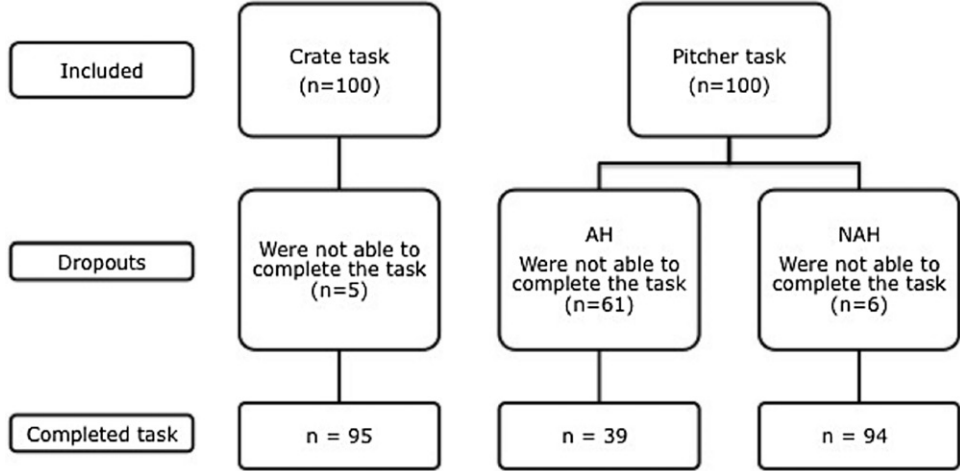 Included
Crate task
(n=100)
Pitcher task
(n=100)
Dropouts
Were not able to
complete the task
(n=5)
AH
Were not able to
complete the task
(n=61)
NAH
Were not able to
complete the task
(n=6)
Completed task
n = 95
n = 39
n = 94